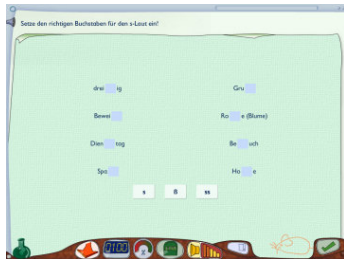 Setze den richtigen Buchstaben für den s-Laut ein!
drei ig
Gru
Bewei
Ro e (Blume)
Dien tag
Be uch
Spa
Ho e
s
ß
ss